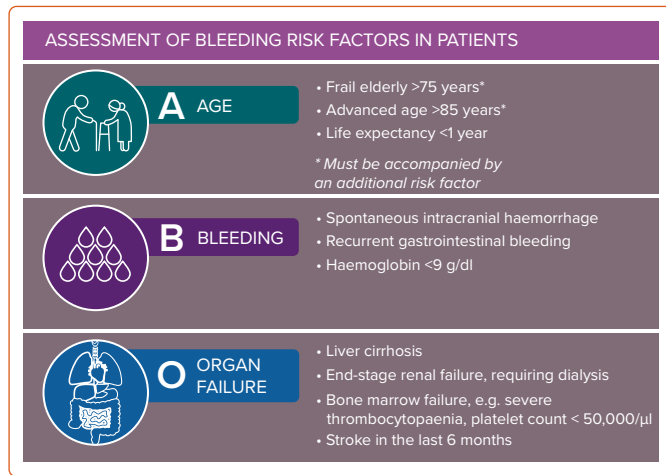 ASSESSMENT OF BLEEDING RISK FACTORS IN PATIENTS
A AGE
• Frail elderly >75 years*
• Advanced age >85 years*
• Life expectancy <1 year
* Must be accompanied by
an additional risk factor
B BLEEDING
• Spontaneous intracranial haemorrhage
• Recurrent gastrointestinal bleeding
• Haemoglobin <9 g/dl
O ORGAN
FAILURE
• Liver cirrhosis
• End-stage renal failure, requiring dialysis
• Bone marrow failure, e.g. severe
thrombocytopaenia, platelet count < 50,000/µl
• Stroke in the last 6 months